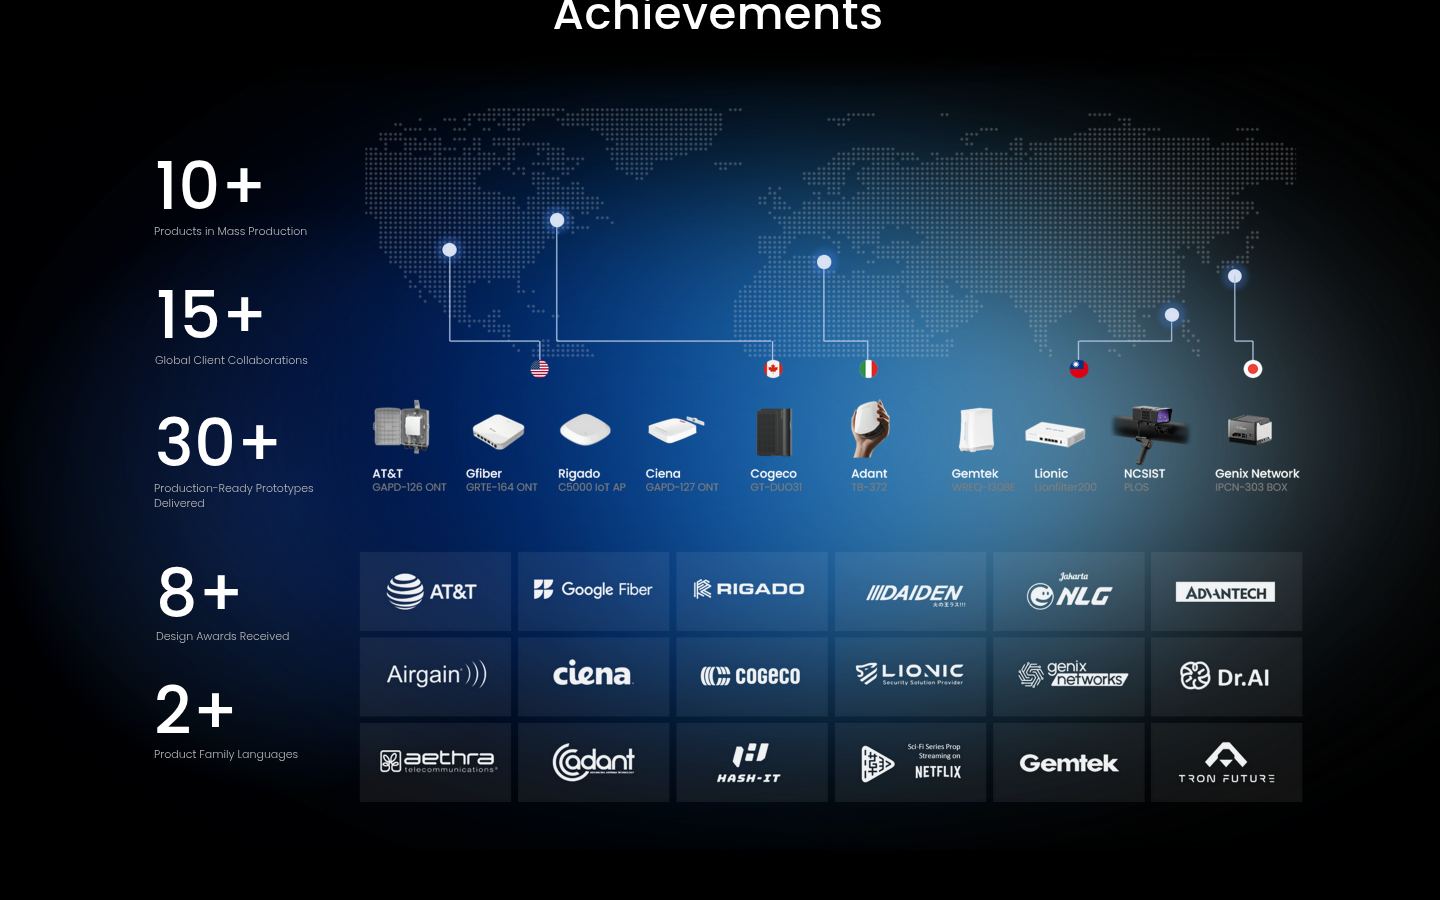 Achievements
10+
Products in Mass Production
15+
Global Client Collaborations
30+
Production-Ready Prototypes
Delivered
8+
Design Awards Received
2+
Product Family Languages
AT&T
GAPD-126 ONT
Gfiber
GRTE-164 ONT
Rigado
C5000 IoT AP
Ciena
GAPD-127 ONT
Cogeco
GT-DUO31
Adant
TB-372
Gemtek
WREQ-130BE
Lionic
Lionfilter200
NCSIST
PLOS
Genix Network
IPCN-303 BOX
AT&T
Google Fiber
RIGADO
DAIDEN
Jakarta
NLG
ADVANTECH
Airgain
ciena
COGECO
LIONIC
Security Solution Provider
genix
networks
Dr.AI
aethra
telecommunications
adant
HASH-IT
Sci-Fi Series Prop
Streaming on
NETFLIX
Gemtek
TRON FUTURE